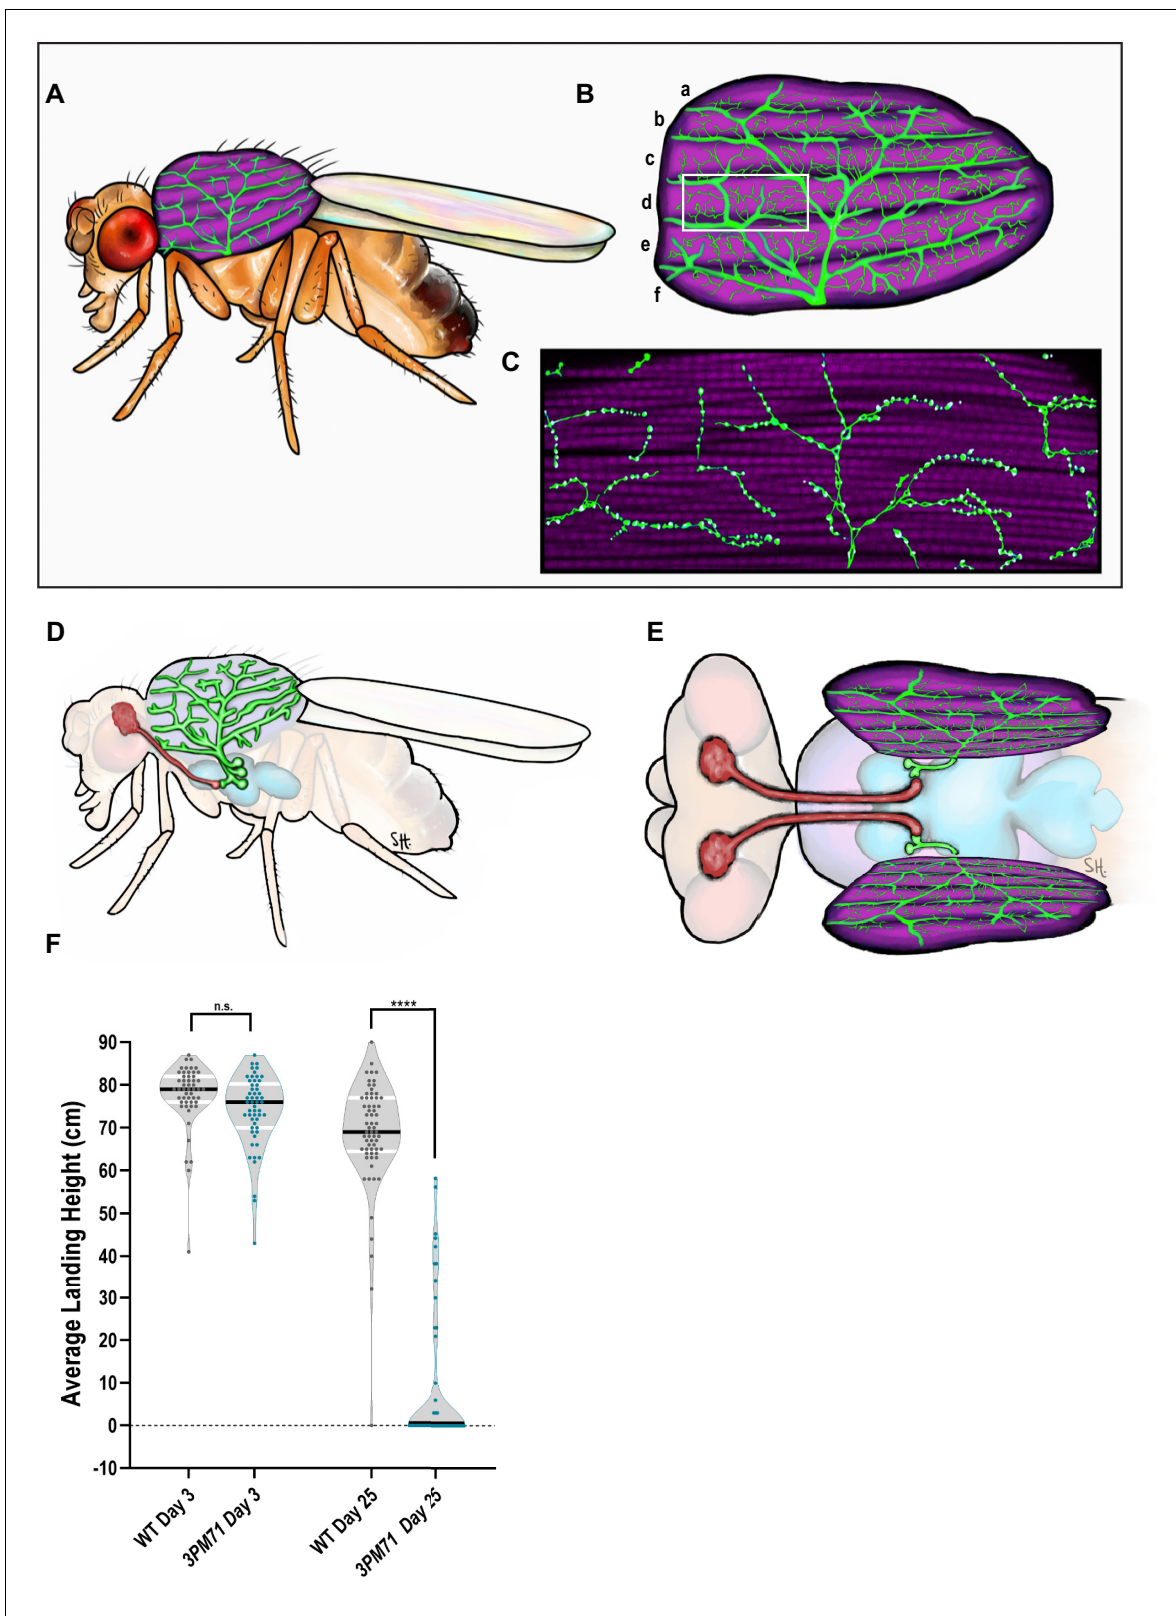 A
B
a
b
c
d
e
f
C
D
E
SH.
SH.
F
n.s.
****
Average Landing Height (cm)
90
80
70
60
50
40
30
20
10
0
-10
WT Day 3
3PM71 Day 3
WT Day 25
3PM71 Day 25